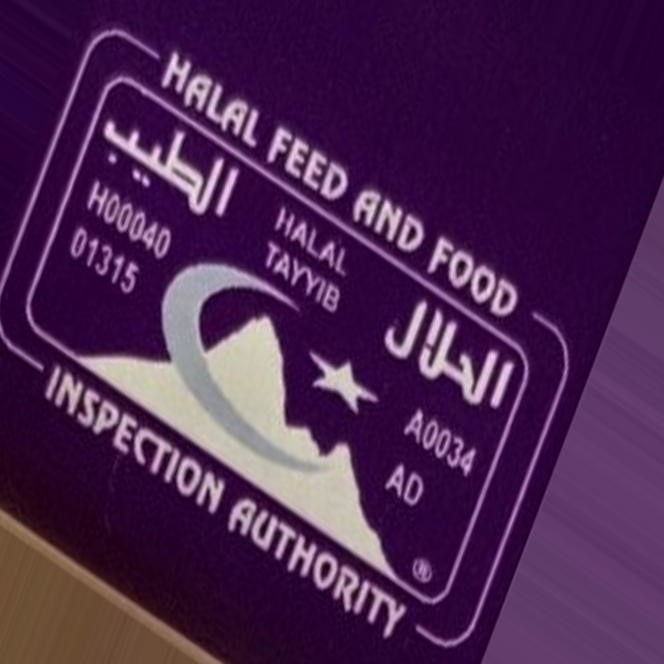 HALAL FEED AND FOOD
الطيب
HALAL
TAYYIB
الحلال
H00040
01315
A0034
AD
®
INSPECTION AUTHORITY